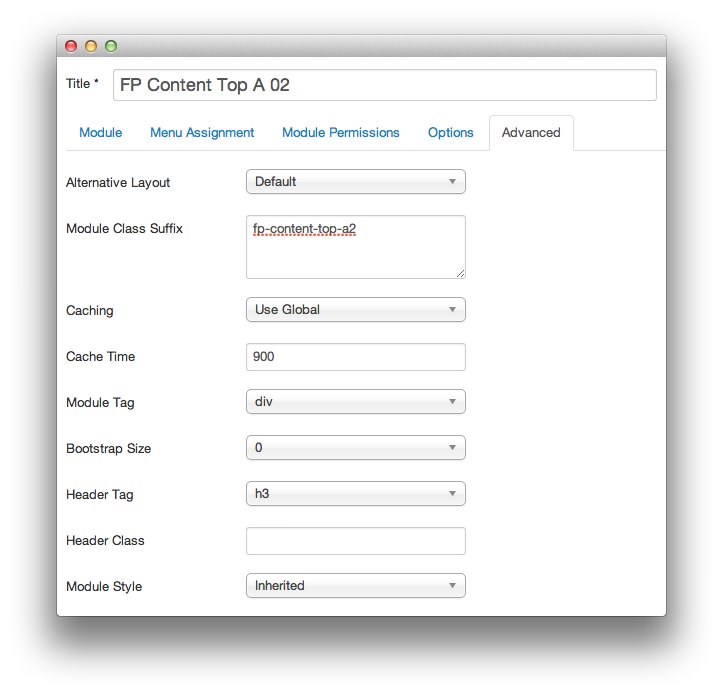 Title * FP Content Top A 02
Module Menu Assignment Module Permissions Options Advanced
Alternative Layout Default
Module Class Suffix fp-content-top-a2
Caching Use Global
Cache Time 900
Module Tag div
Bootstrap Size 0
Header Tag h3
Header Class
Module Style Inherited